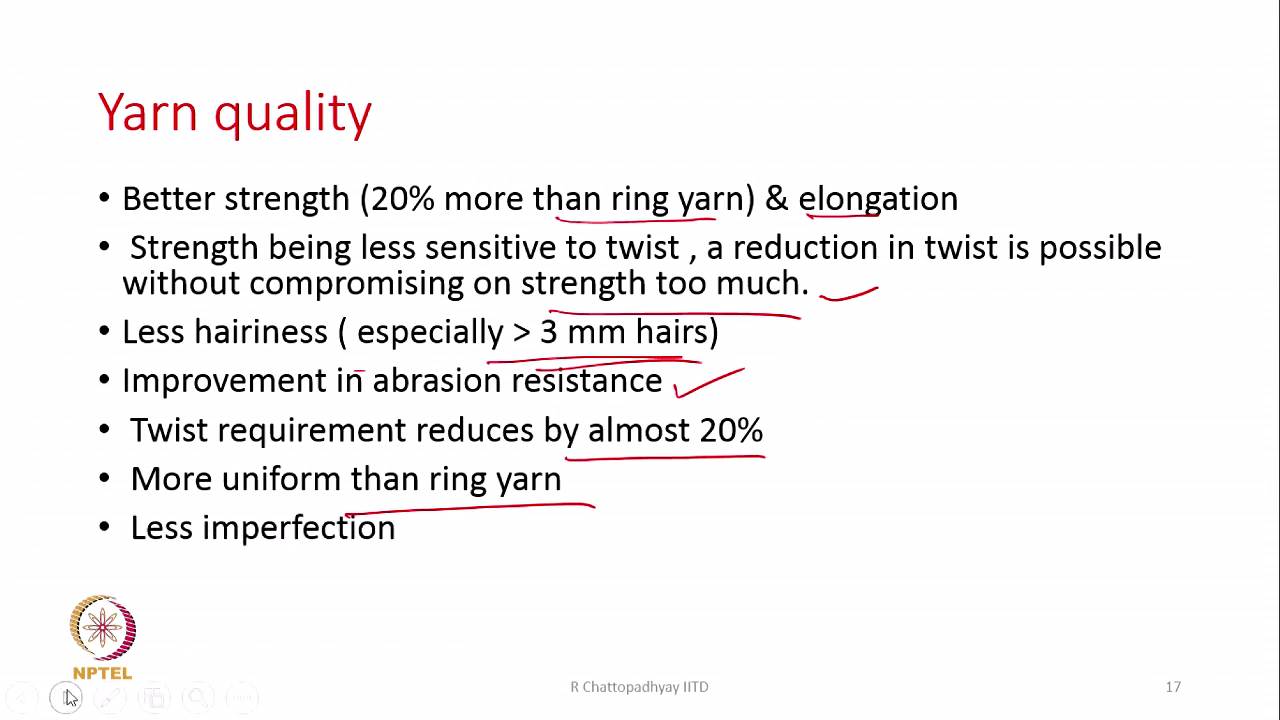 Yarn quality
• Better strength (20% more than ring yarn) & elongation
• Strength being less sensitive to twist , a reduction in twist is possible
without compromising on strength too much.
• Less hairiness ( especially > 3 mm hairs)
• Improvement in abrasion resistance
• Twist requirement reduces by almost 20%
• More uniform than ring yarn
• Less imperfection
NPTEL
R Chattopadhyay IITD
17